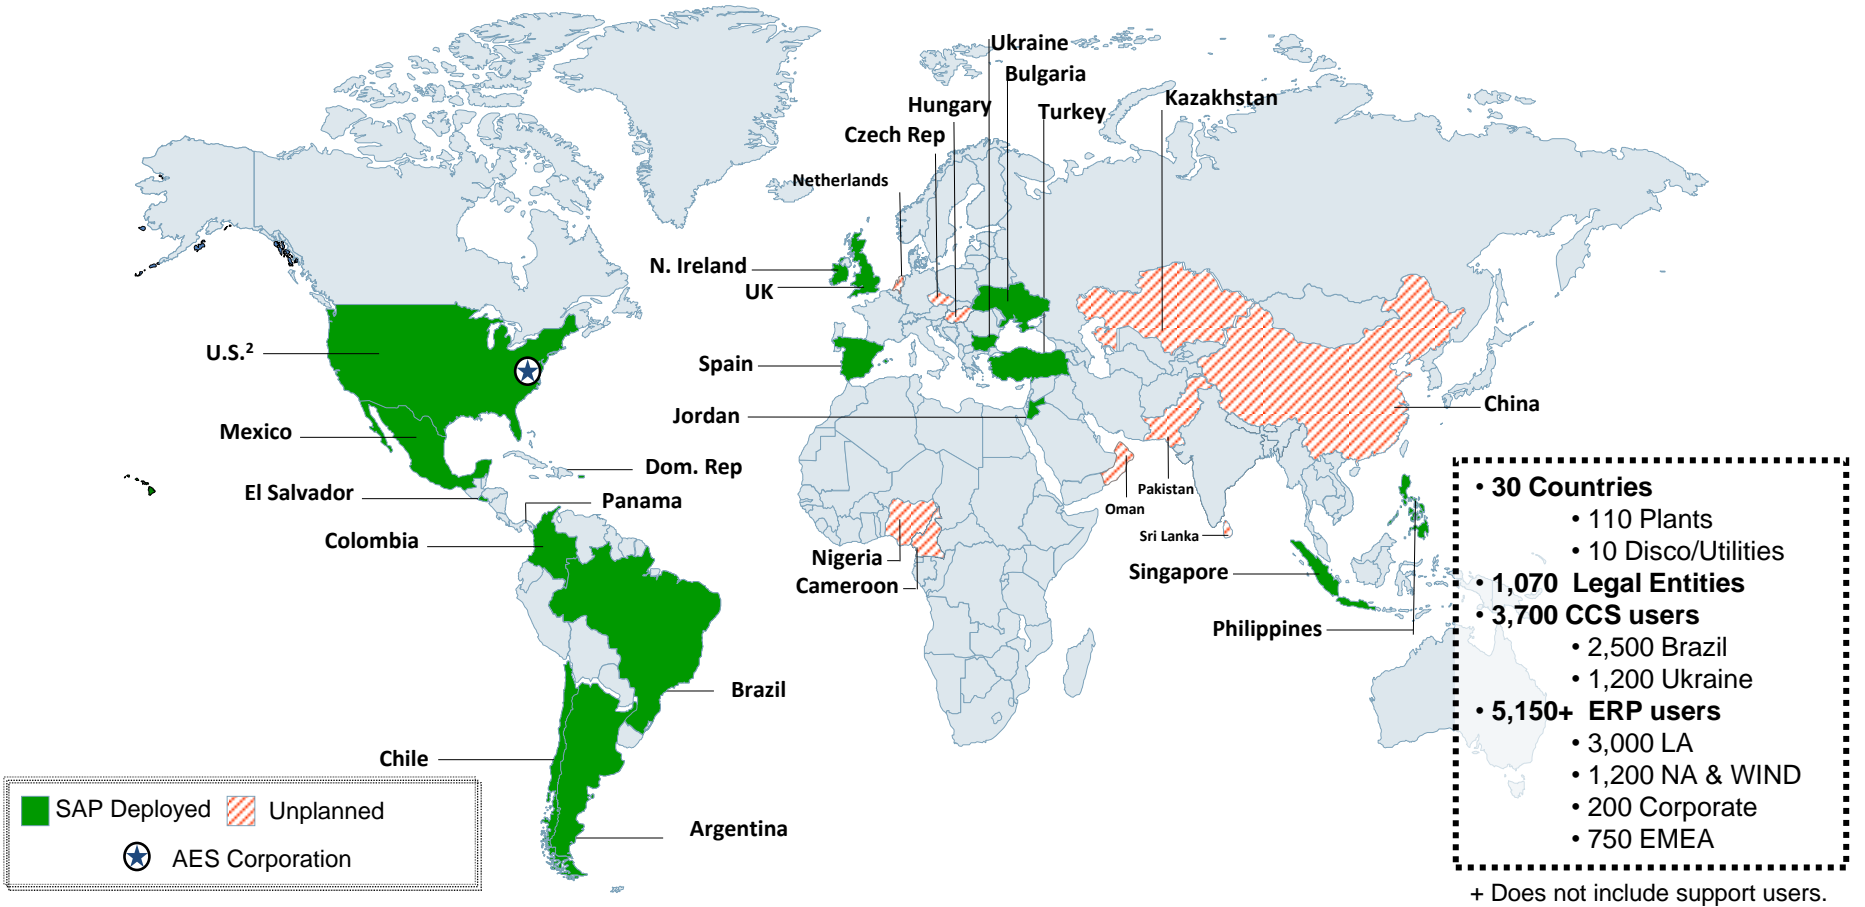 Ukraine
Bulgaria
Hungary
Turkey
Kazakhstan
Czech Rep
Netherlands
N. Ireland
UK
U.S.²
Spain
Jordan
China
Mexico
Dom. Rep
El Salvador
Panama
Pakistan
Oman
Colombia
Sri Lanka
Nigeria
Cameroon
Singapore
Philippines
Brazil
Chile
Argentina
• 30 Countries
• 110 Plants
• 10 Disco/Utilities
• 1,070 Legal Entities
• 3,700 CCS users
• 2,500 Brazil
• 1,200 Ukraine
• 5,150+ ERP users
• 3,000 LA
• 1,200 NA & WIND
• 200 Corporate
• 750 EMEA
+ Does not include support users.
SAP Deployed
Unplanned
AES Corporation